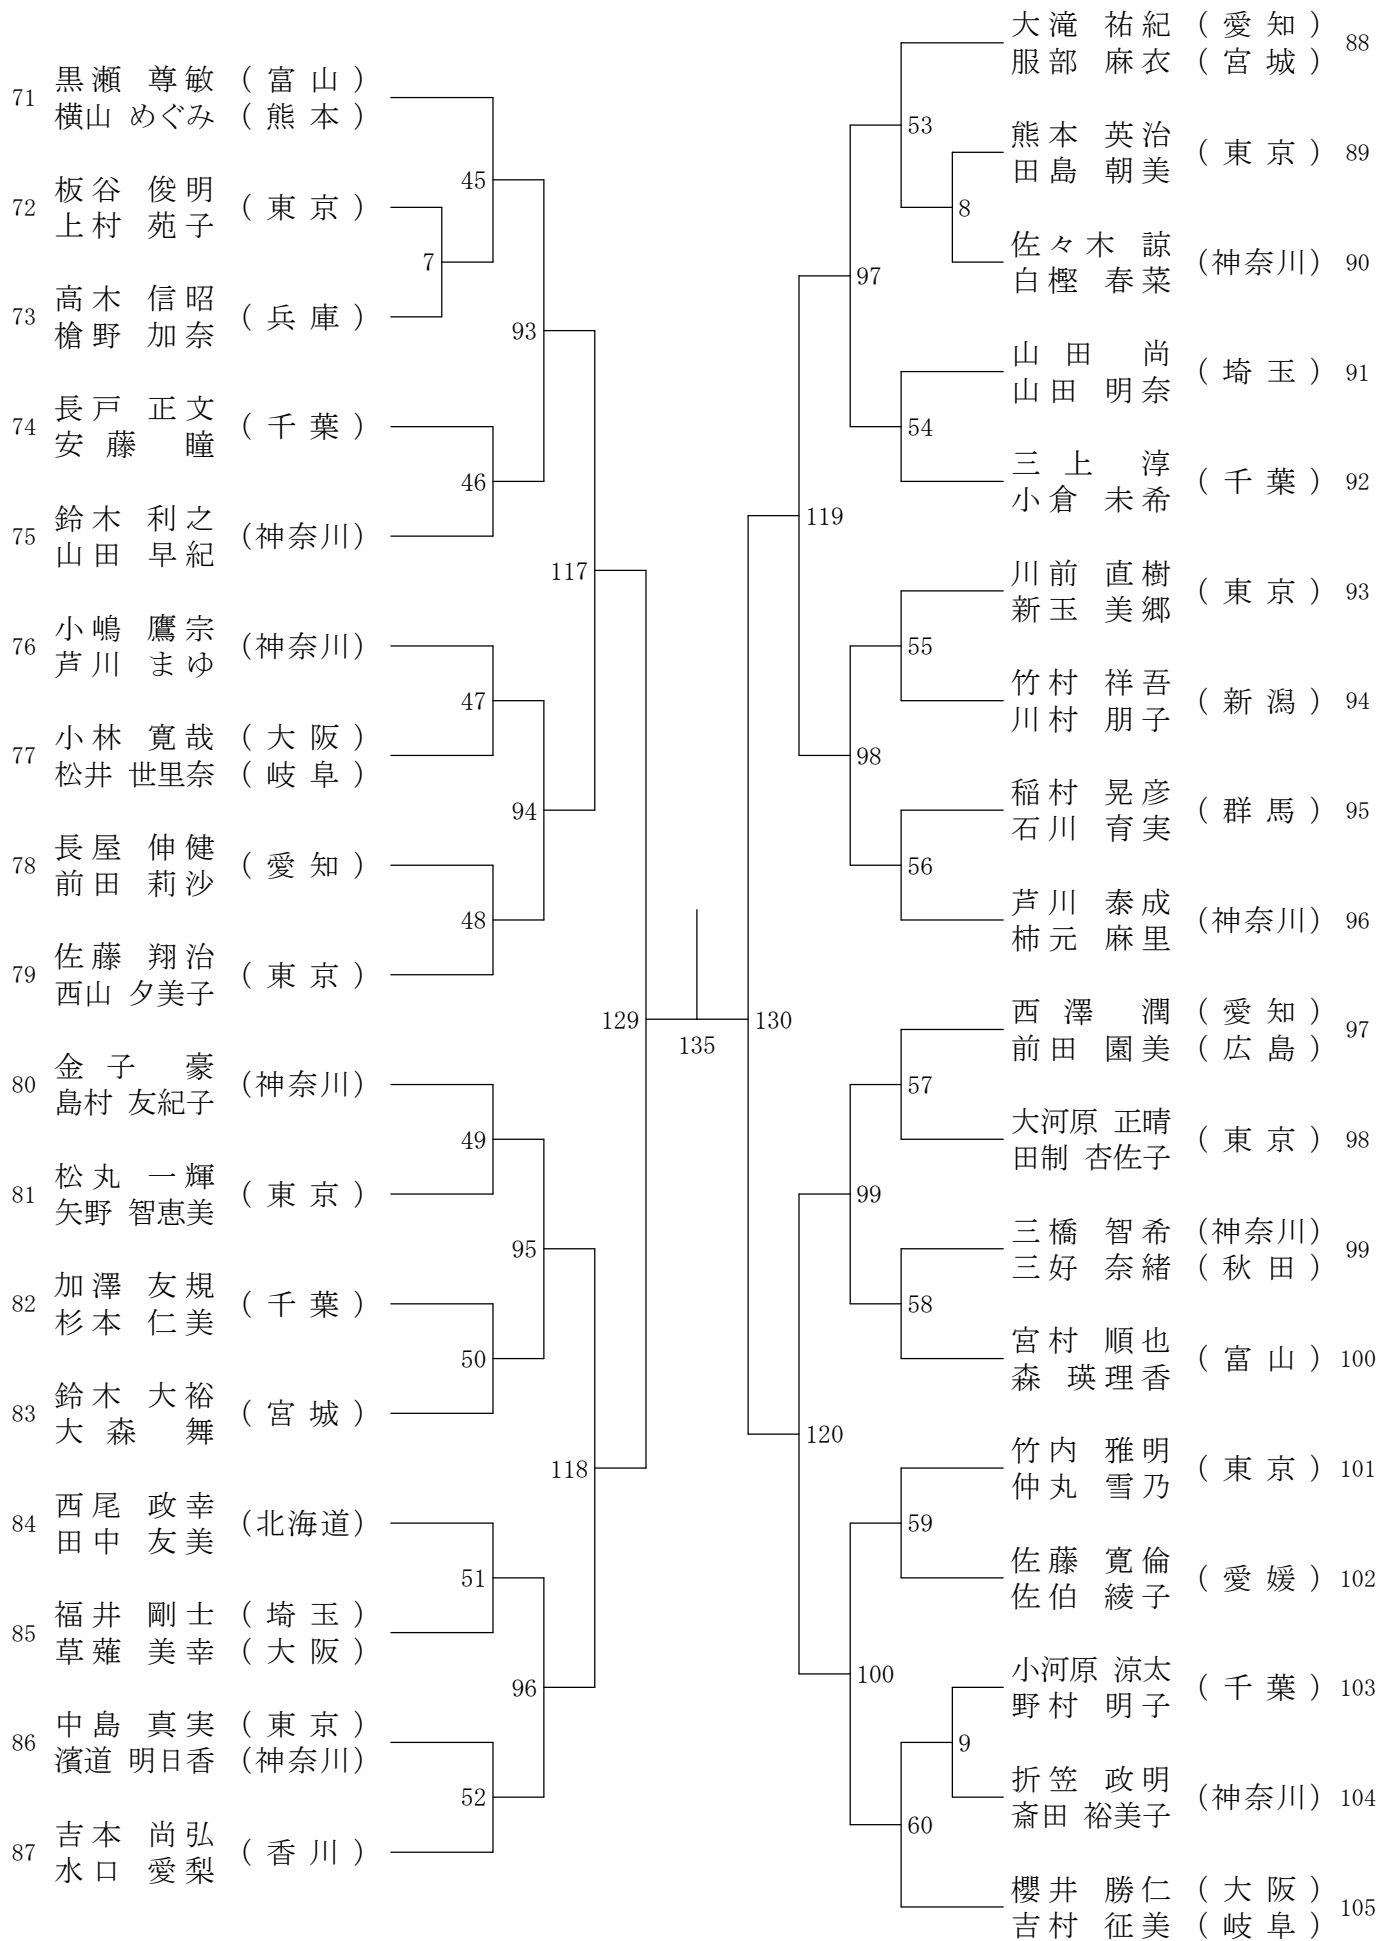 71 黒瀬 尊敏 (富山)
横山 めぐみ (熊本)
72 板谷 俊明 (東京)
上村 苑子
73 高木 信昭 (兵庫)
槍野 加奈
74 長戸 正文 (千葉)
安藤 瞳
75 鈴木 利之 (神奈川)
山田 早紀
76 小嶋 鷹宗 (神奈川)
芦川 まゆ
77 小林 寛哉 (大阪)
松井 世里奈 (岐阜)
78 長屋 伸健 (愛知)
前田 莉沙
79 佐藤 翔治 (東京)
西山 夕美子
80 金子 豪 (神奈川)
島村 友紀子
81 松丸 一輝 (東京)
矢野 智恵美
82 加澤 友規 (千葉)
杉本 仁美
83 鈴木 大裕 (宮城)
大森 舞
84 西尾 政幸 (北海道)
田中 友美
85 福井 剛士 (埼玉)
草薙 美幸 (大阪)
86 中島 真実 (東京)
濱道 明日香 (神奈川)
87 吉本 尚弘 (香川)
水口 愛梨
45
7
93
46
117
47
94
48
129
49
95
50
118
51
96
52
135
130
53
8
97
54
119
55
98
56
57
99
58
120
59
100
9
60
大滝 祐紀 (愛知) 88
服部 麻衣 (宮城)
熊本 英治 (東京) 89
田島 朝美
佐々木 諒 (神奈川) 90
白樫 春菜
山田 尚 (埼玉) 91
山田 明奈
三上 淳 (千葉) 92
小倉 未希
川前 直樹 (東京) 93
新玉 美郷
竹村 祥吾 (新潟) 94
川村 朋子
稲村 晃彦 (群馬) 95
石川 育実
芦川 泰成 (神奈川) 96
柿元 麻里
西澤 潤 (愛知) 97
前田 園美 (広島)
大河原 正晴 (東京) 98
田制 杏佐子
三橋 智希 (神奈川) 99
三好 奈緒 (秋田)
宮村 順也 (富山) 100
森 瑛理香
竹内 雅明 (東京) 101
仲丸 雪乃
佐藤 寛倫 (愛媛) 102
佐伯 綾子
小河原 涼太 (千葉) 103
野村 明子
折笠 政明 (神奈川) 104
斎田 裕美子
櫻井 勝仁 (大阪) 105
吉村 征美 (岐阜)